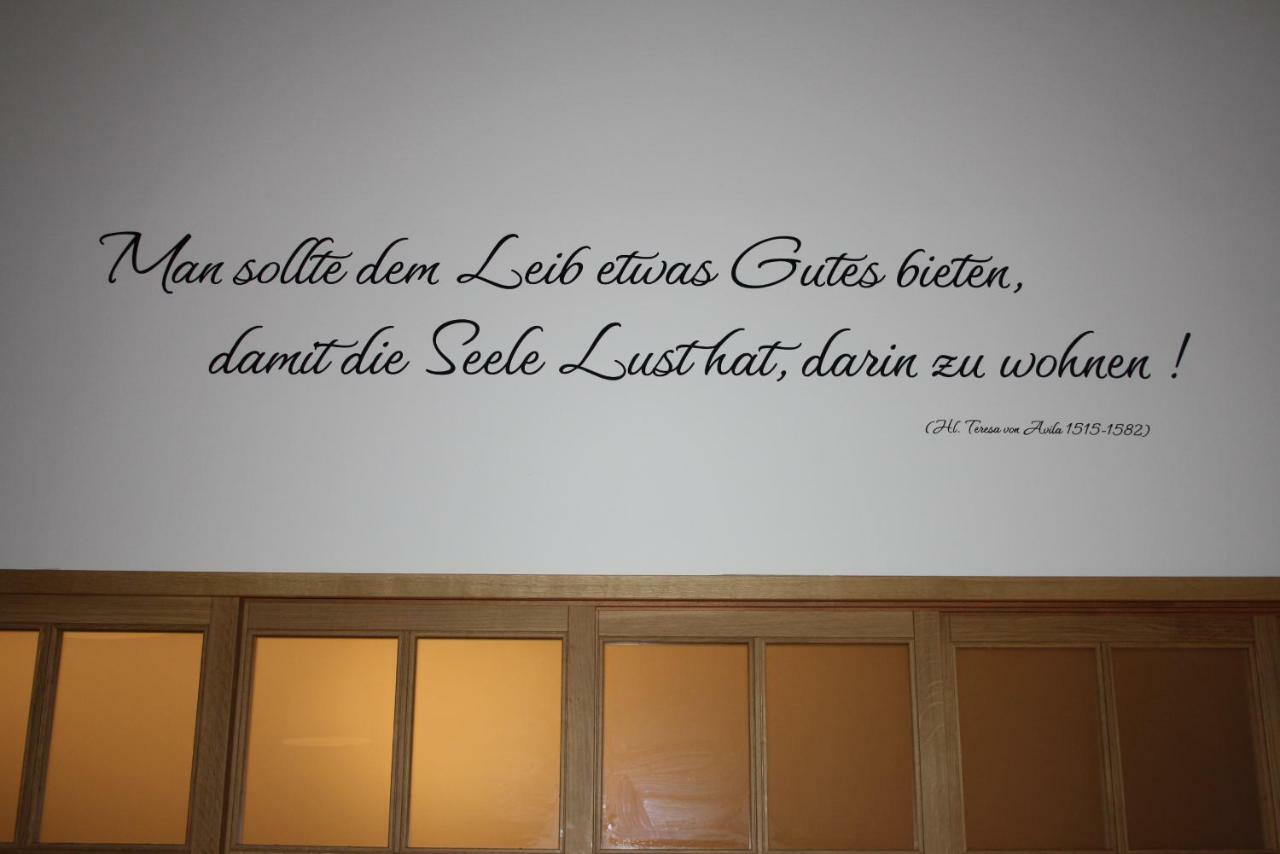 Man sollte dem Leib etwas Gutes bieten,
damit die Seele Lust hat, darin zu wohnen !
(Hl. Teresa von Avila 1515-1582)